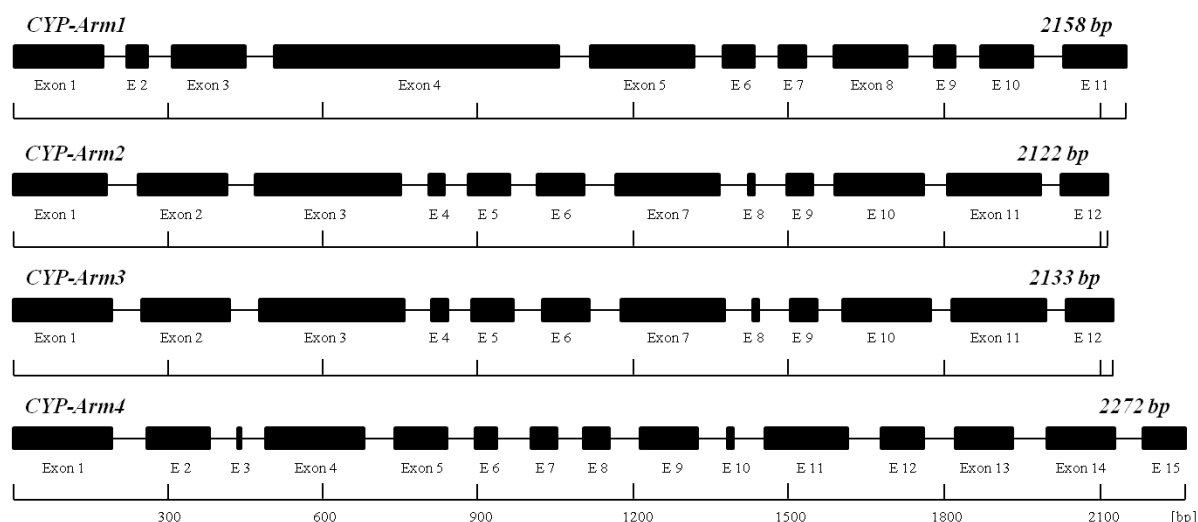 CYP-Arm1 2158 bp
Exon 1 E 2 Exon 3 Exon 4 Exon 5 E 6 E 7 Exon 8 E 9 E 10 E 11
CYP-Arm2 2122 bp
Exon 1 Exon 2 Exon 3 E 4 E 5 E 6 Exon 7 E 8 E 9 E 10 Exon 11 E 12
CYP-Arm3 2133 bp
Exon 1 Exon 2 Exon 3 E 4 E 5 E 6 Exon 7 E 8 E 9 E 10 Exon 11 E 12
CYP-Arm4 2272 bp
Exon 1 E 2 E 3 Exon 4 Exon 5 E 6 E 7 E 8 E 9 E 10 E 11 E 12 Exon 13 Exon 14 E 15
300 600 900 1200 1500 1800 2100 [bp]